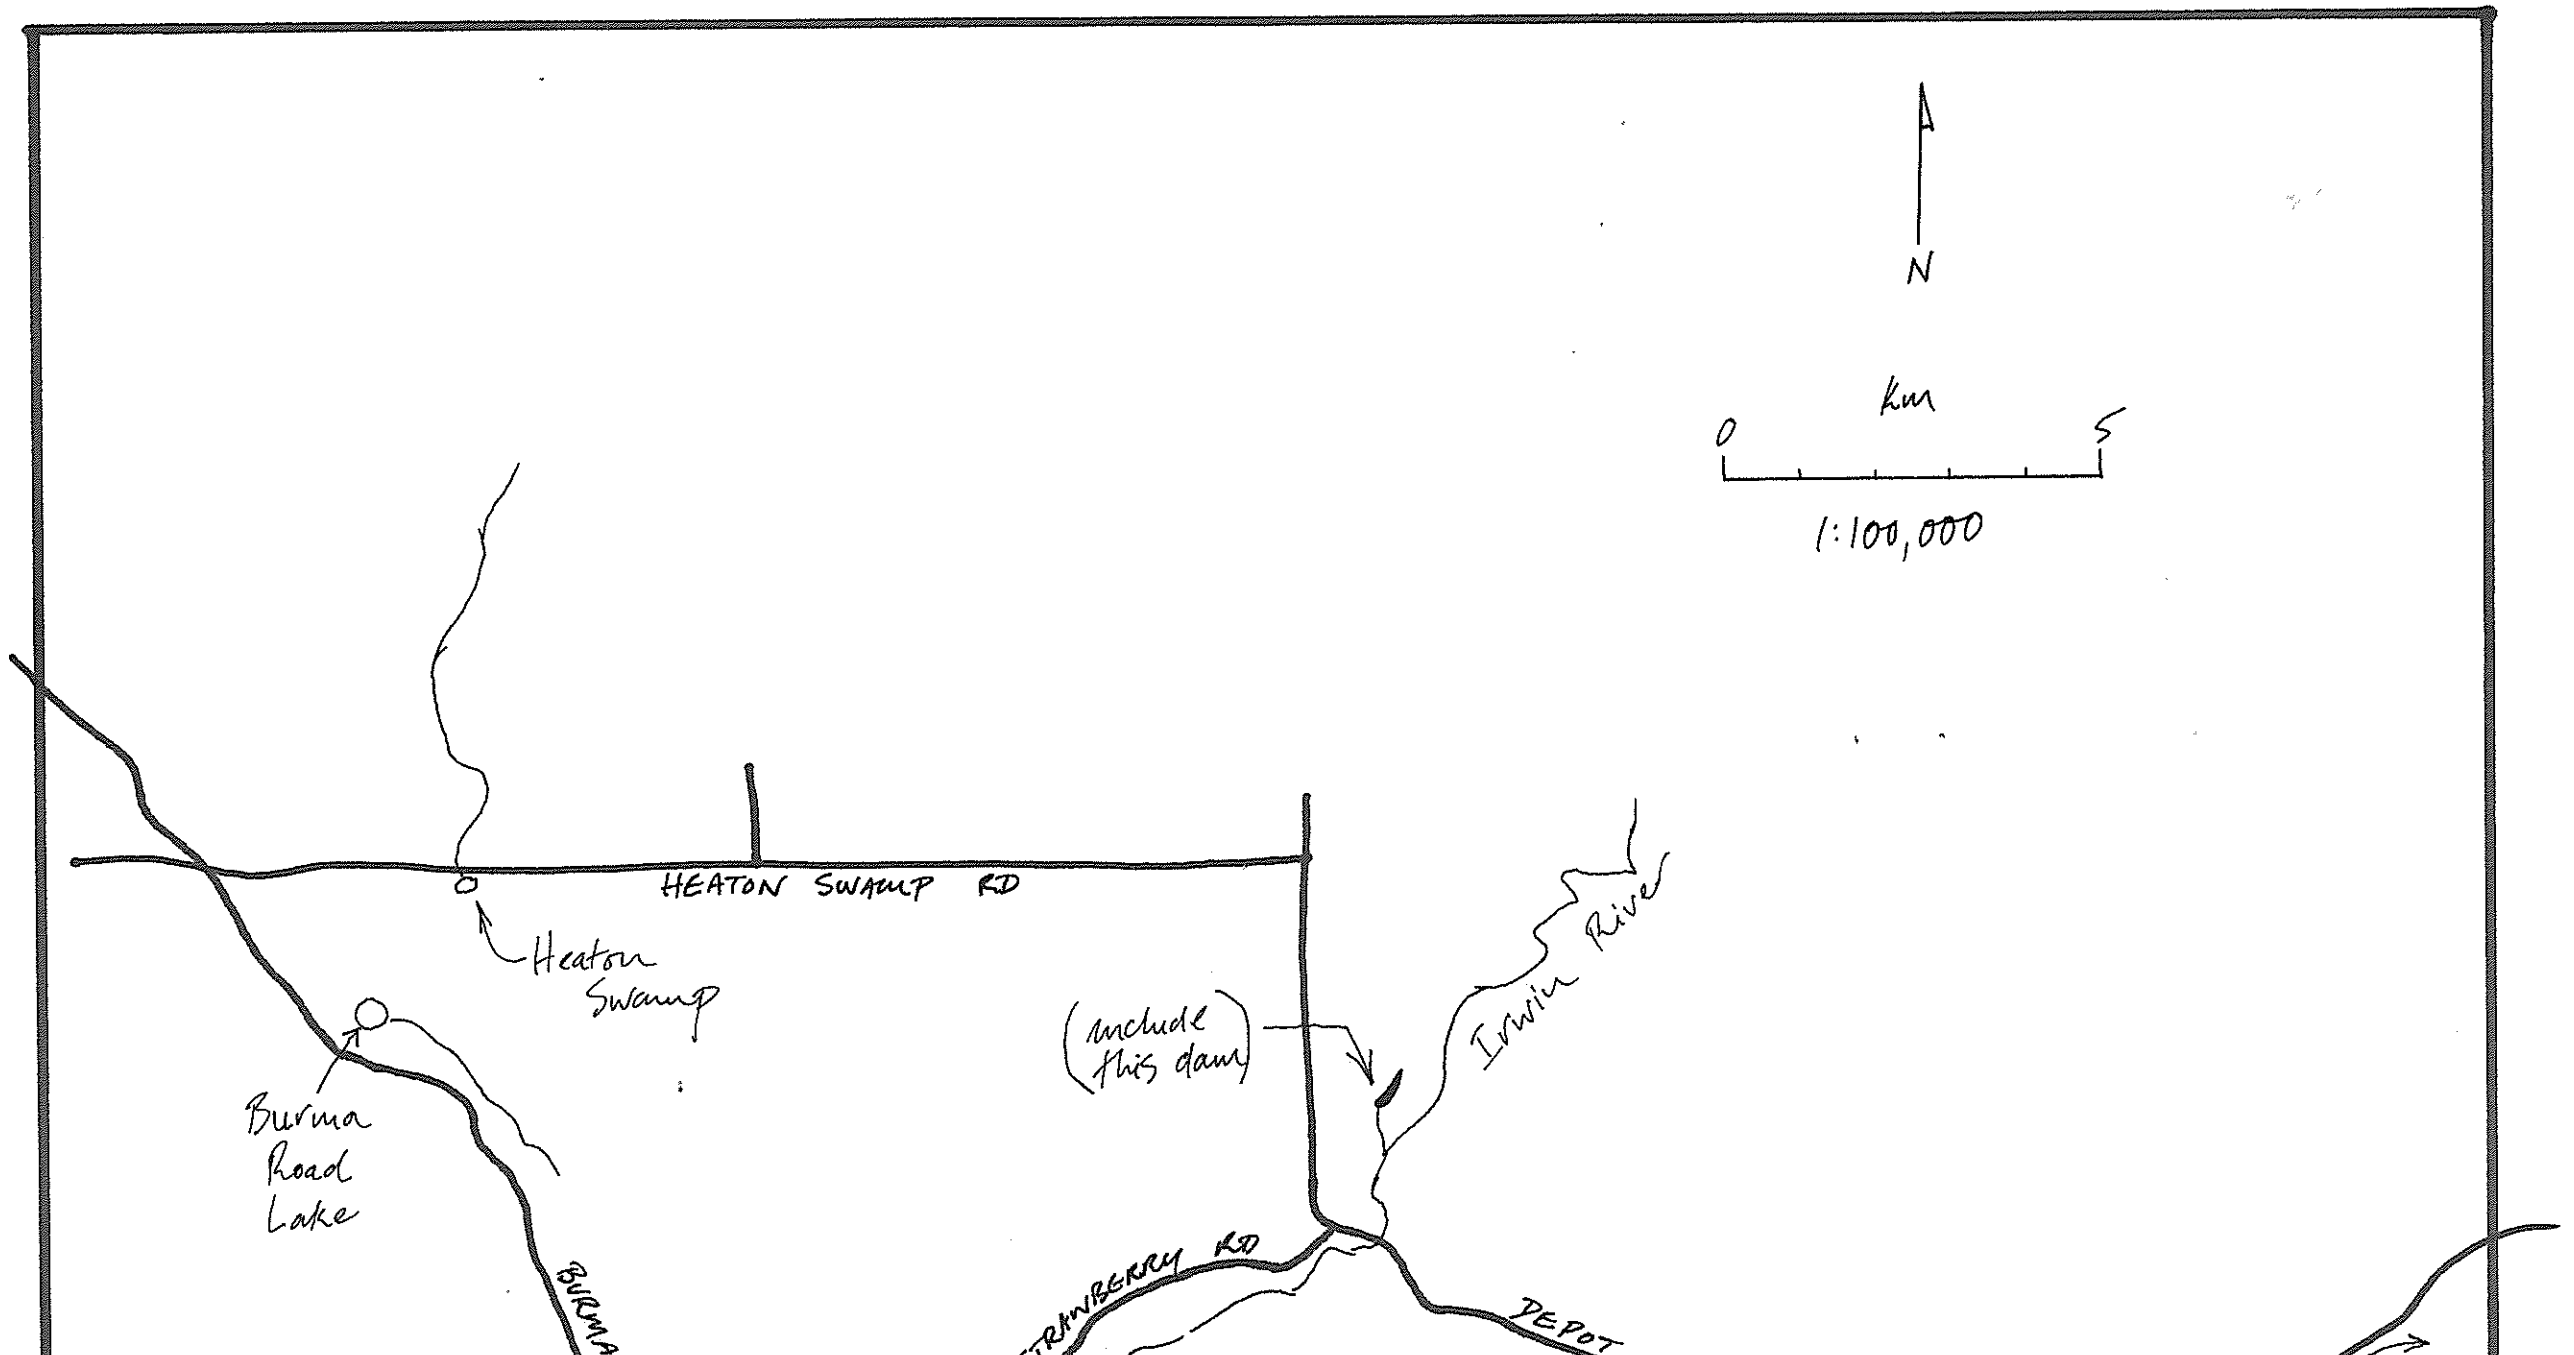 N
Km
0 5
1:100,000
HEATON SWAMP RD
Heaton
Swamp
Irwin River
(include
this dam)
Burma
Road
Lake
BURMA
TRAWBERRY RD
DEPOT